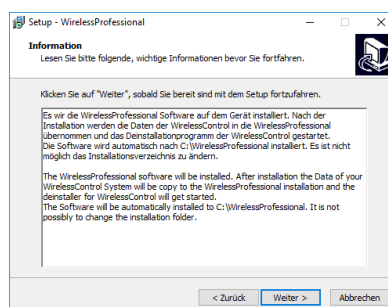 Setup - WirelessProfessional
Information
Lesen Sie bitte folgende, wichtige Informationen bevor Sie fortfahren.
Klicken Sie auf "Weiter", sobald Sie bereit sind mit dem Setup fortzufahren.
Es wir die WirelessProfessional Software auf dem Gerät installiert. Nach der
Installation werden die Daten der WirelessControl in die WirelessProfessional
übernommen und das Deinstallationprogramm der WirelessControl gestartet.
Die Software wird automatisch nach C:\WirelessProfessional installiert. Es ist nicht
möglich das Installationsverzeichnis zu ändern.
The WirelessProfessional software will be installed. After installation the Data of your
WirelessControl System will be copy to the WirelessProfessional installation and the
deinstaller for WirelessControl will get started.
The Software will be automatically installed to C:\WirelessProfessional. It is not
possibly to change the installation folder.
< Zurück
Weiter >
Abbrechen